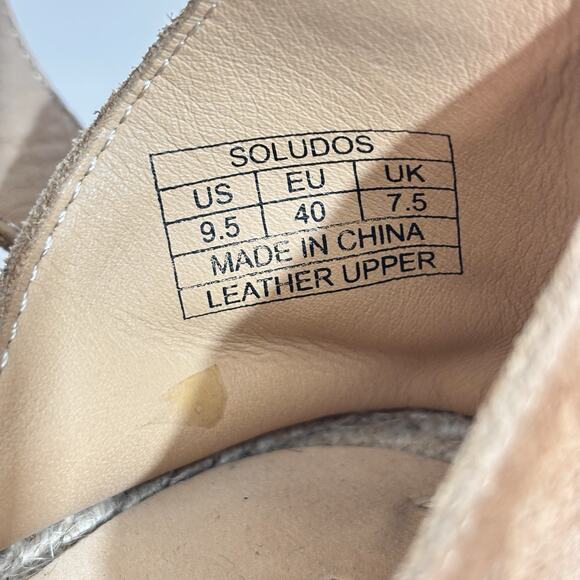 SOLUDOS
US EU UK
9.5 40 7.5
MADE IN CHINA
LEATHER UPPER